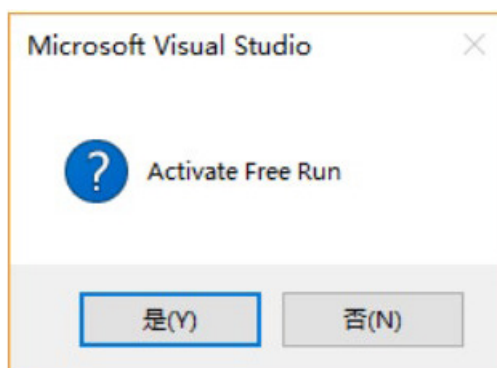 Microsoft Visual Studio
Activate Free Run
是(Y)
否(N)